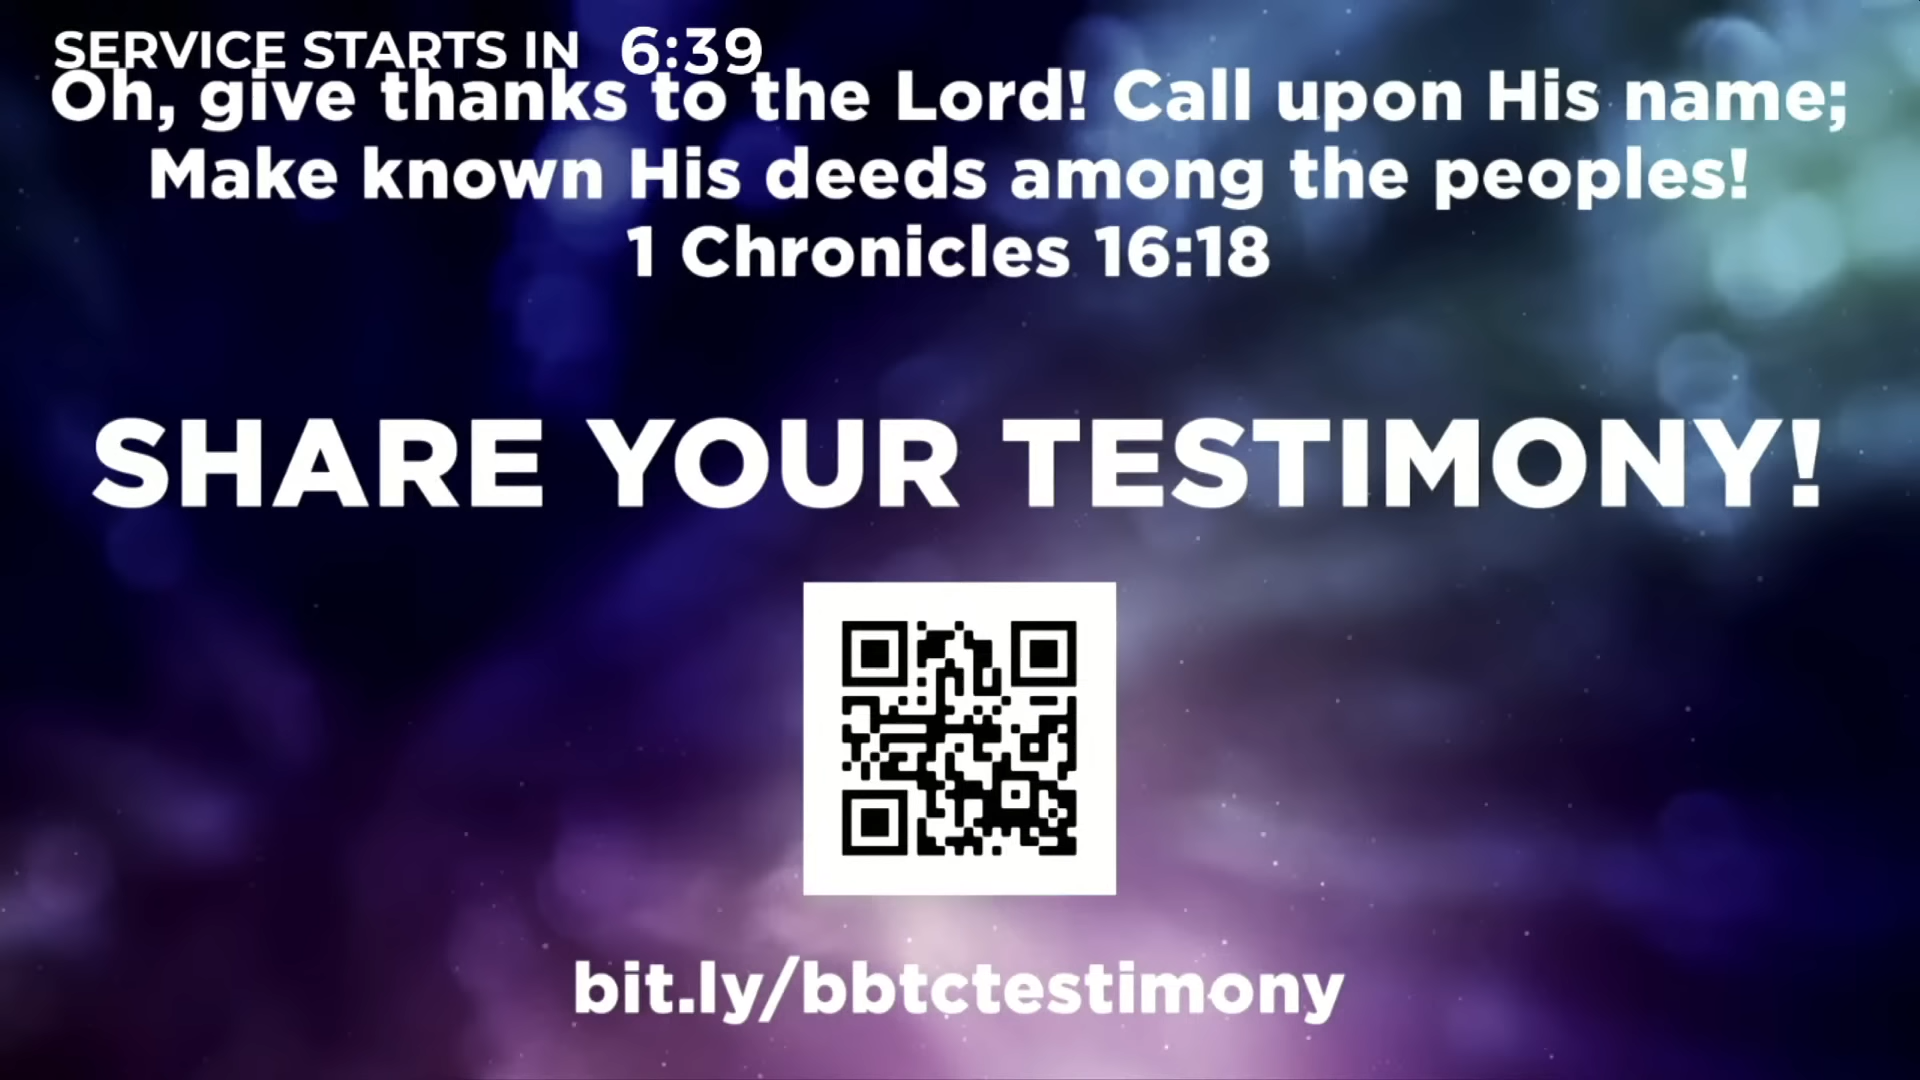 SERVICE STARTS IN 6:39
Oh, give thanks to the Lord! Call upon His name;
Make known His deeds among the peoples!
1 Chronicles 16:18
SHARE YOUR TESTIMONY!
bit.ly/bbtctestimony